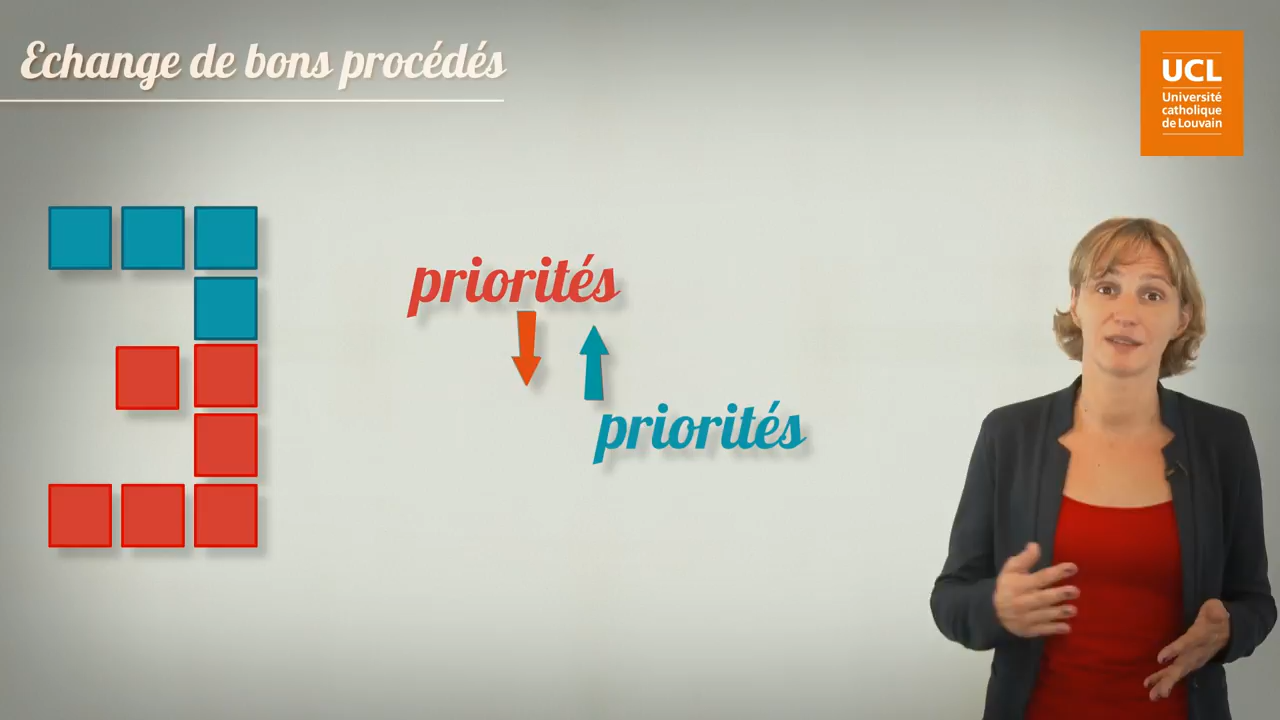 Echange de bons procédés
UCL
Université
catholique
de Louvain
priorités
priorités